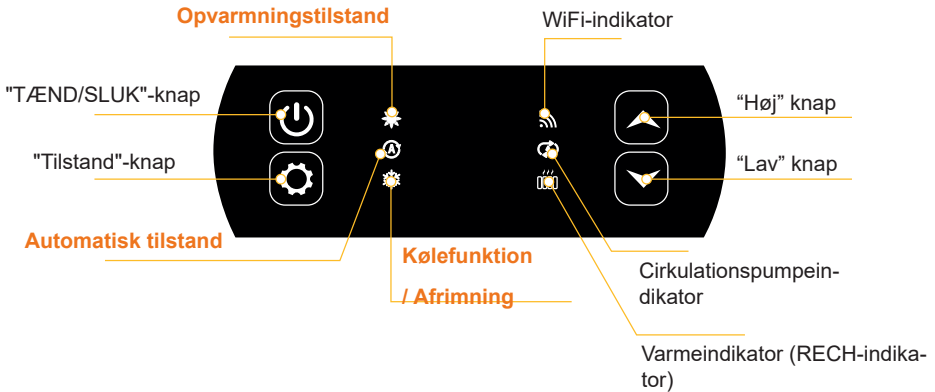 Opvarmningstilstand
WiFi-indikator
"TÆND/SLUK"-knap
“Høj” knap
"Tilstand"-knap
A
“Lav” knap
Automatisk tilstand
Kølefunktion
/ Afrimning
Cirkulationspumpein-
dikator
Varmeindikator (RECH-indika-
tor)